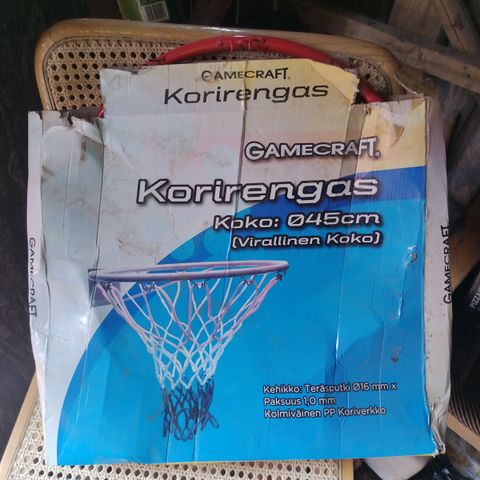 GAMECRAFT
Korirengas
GAMECRAFT
Korirengas
Koko: Ø45cm
(Virallinen Koko)
GAMECRAFT
GAMECRAFT
Kehikko: Teräsputki Ø16 mm x
Paksuus 1,0 mm
Kolmiväinen PP Koriverkko